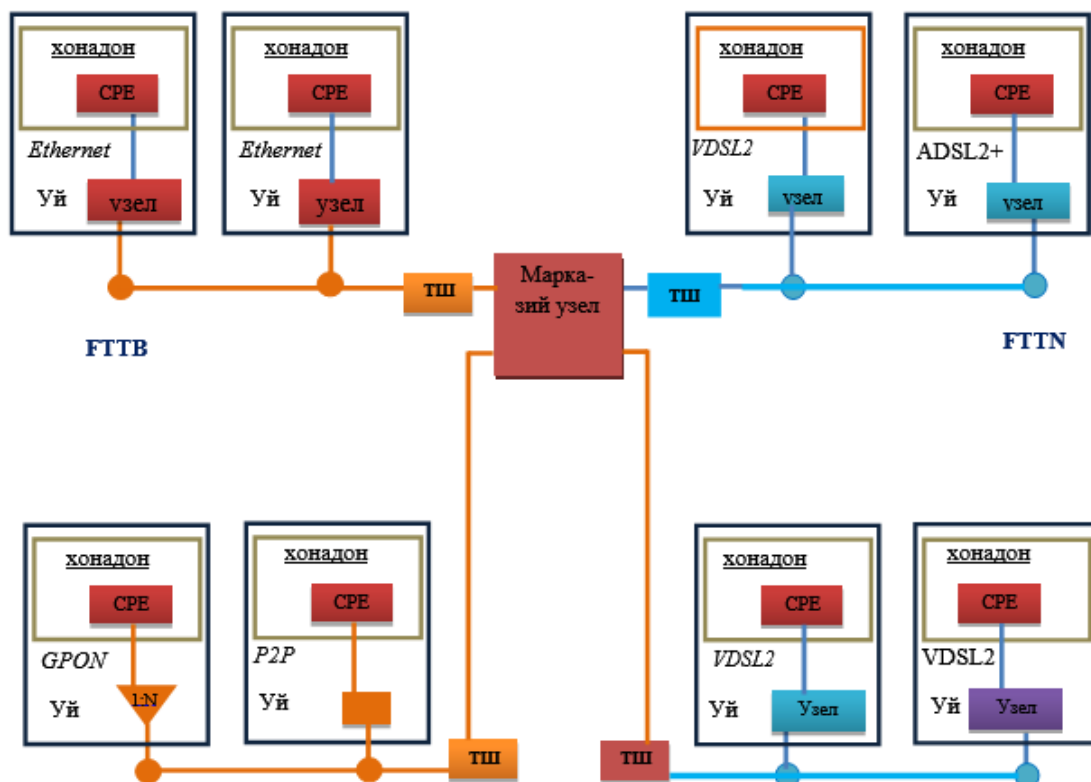 хонадон
CPE
Ethernet
Уй
узел
хонадон
CPE
Ethernet
Уй
узел
хонадон
CPE
VDSL2
Уй
узел
хонадон
CPE
ADSL2+
Уй
узел
ТШ
Марка-
зий узел
ТШ
FTTB
FTTN
хонадон
CPE
GPON
Уй
1:N
хонадон
CPE
P2P
Уй
ТШ
хонадон
CPE
VDSL2
Уй
Узел
хонадон
CPE
VDSL2
Уй
Узел
ТШ